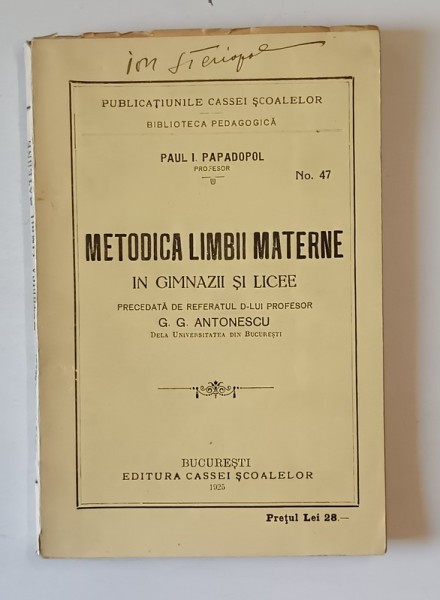 Ion Steriopol
PUBLICAȚIUNILE CASSEI ȘCOALELOR
BIBLIOTECA PEDAGOGICĂ
PAUL I. PAPADOPOL
PROFESOR
No. 47
METODICA LIMBII MATERNE
IN GIMNAZII ȘI LICEE
PRECEDATĂ DE REFERATUL D-LUI PROFESOR
G. G. ANTONESCU
DELA UNIVERSITATEA DIN BUCUREȘTI
BUCUREȘTI
EDITURA CASSEI ȘCOALELOR
1925
Prețul Lei 28.—